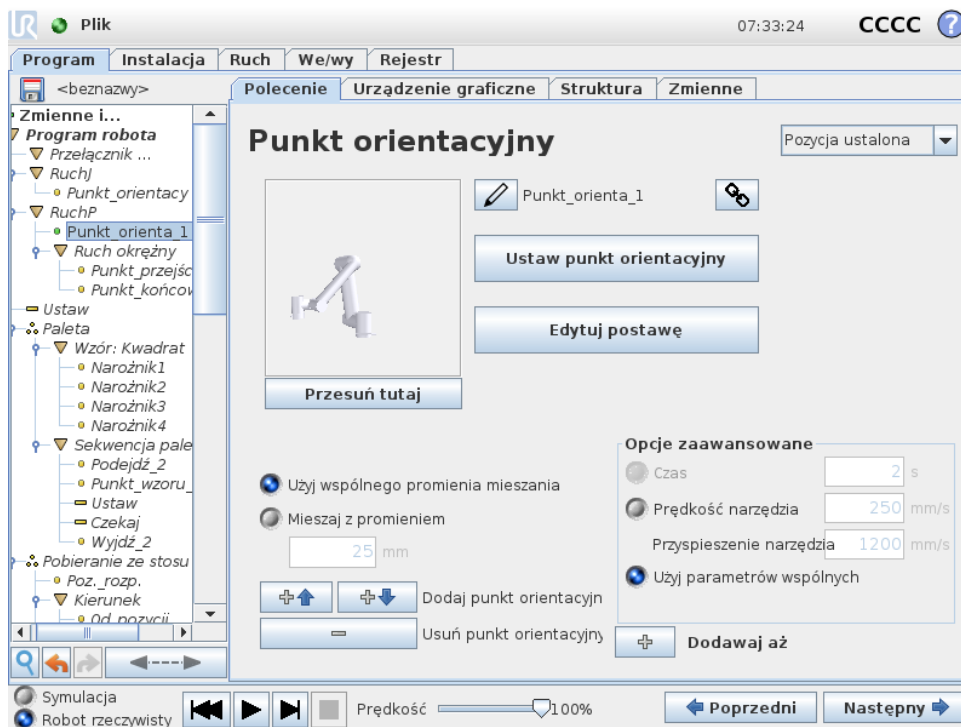 UR Plik 07:33:24 CCCC ?
Program Instalacja Ruch We/wy Rejestr
<beznazwy>
Polecenie Urządzenie graficzne Struktura Zmienne
Zmienne i...
Program robota
Przełącznik ...
RuchJ
Punkt_orientacy
RuchP
Punkt_orienta_1
Ruch okrężny
Punkt_przejśc
Punkt_końcow
Ustaw
Paleta
Wzór: Kwadrat
Narożnik1
Narożnik2
Narożnik3
Narożnik4
Sekwencja pale
Podejdź_2
Punkt_wzoru_
Ustaw
Czekaj
Wyjdź_2
Pobieranie ze stosu
Poz._rozp.
Kierunek
Od_pozycji
Punkt orientacyjny
Pozycja ustalona
Punkt_orienta_1
Ustaw punkt orientacyjny
Edytuj postawę
Przesuń tutaj
Użyj wspólnego promienia mieszania
Mieszaj z promieniem
25 mm
Dodaj punkt orientacyjn
Usuń punkt orientacyjny
Opcje zaawansowane
Czas 2 s
Prędkość narzędzia 250 mm/s
Przyspieszenie narzędzia 1200 mm/s
Użyj parametrów wspólnych
Dodawaj aż
Symulacja
Robot rzeczywisty
Prędkość 100%
Poprzedni Następny